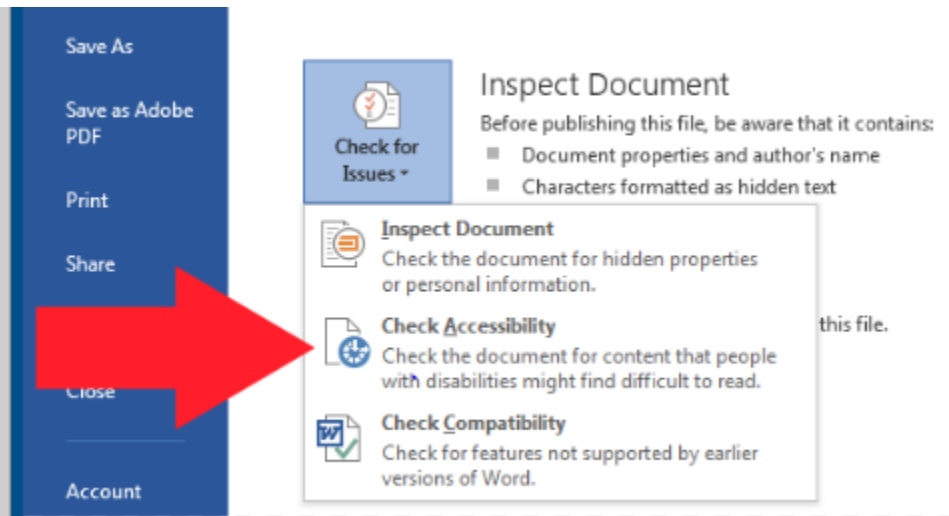 Save As
Save as Adobe
PDF
Print
Share
Close
Account
Check for
Issues
Inspect Document
Before publishing this file, be aware that it contains:
Document properties and author's name
Characters formatted as hidden text
Inspect Document
Check the document for hidden properties
or personal information.
Check Accessibility
Check the document for content that people
with disabilities might find difficult to read.
Check Compatibility
Check for features not supported by earlier
versions of Word.
this file.